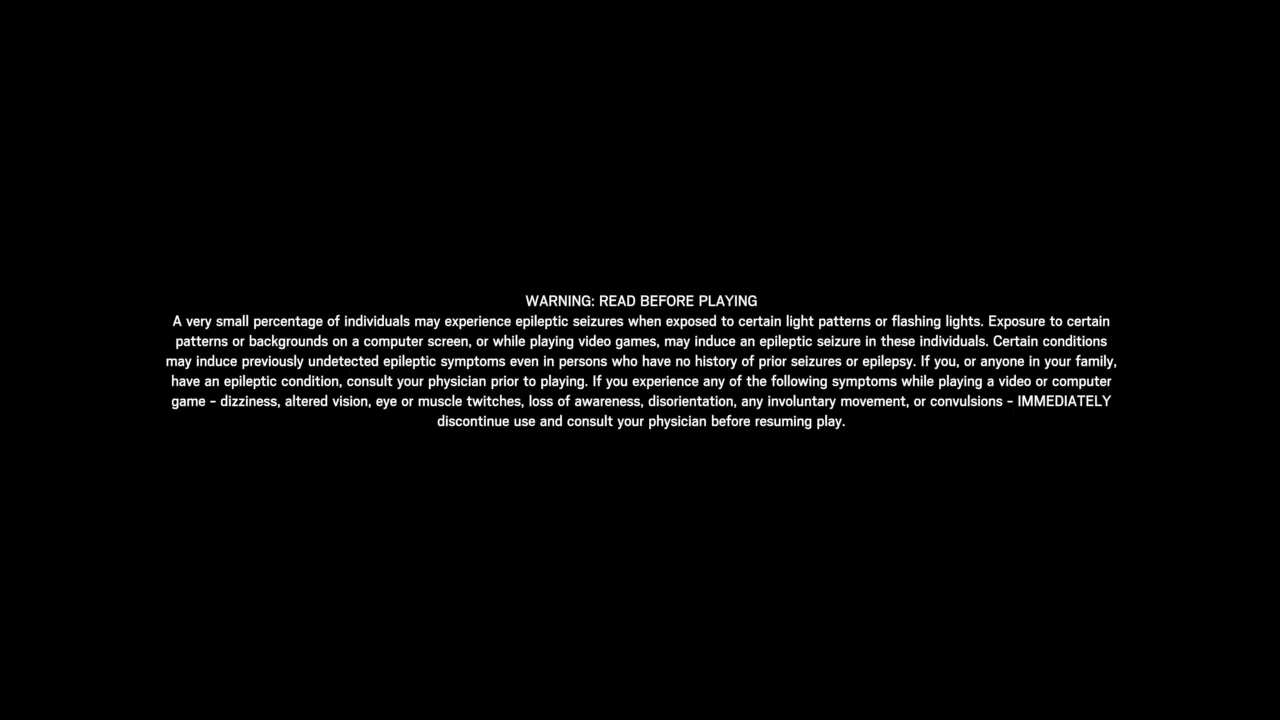 WARNING: READ BEFORE PLAYING
A very small percentage of individuals may experience epileptic seizures when exposed to certain light patterns or flashing lights. Exposure to certain
patterns or backgrounds on a computer screen, or while playing video games, may induce an epileptic seizure in these individuals. Certain conditions
may induce previously undetected epileptic symptoms even in persons who have no history of prior seizures or epilepsy. If you, or anyone in your family,
have an epileptic condition, consult your physician prior to playing. If you experience any of the following symptoms while playing a video or computer
game - dizziness, altered vision, eye or muscle twitches, loss of awareness, disorientation, any involuntary movement, or convulsions - IMMEDIATELY
discontinue use and consult your physician before resuming play.